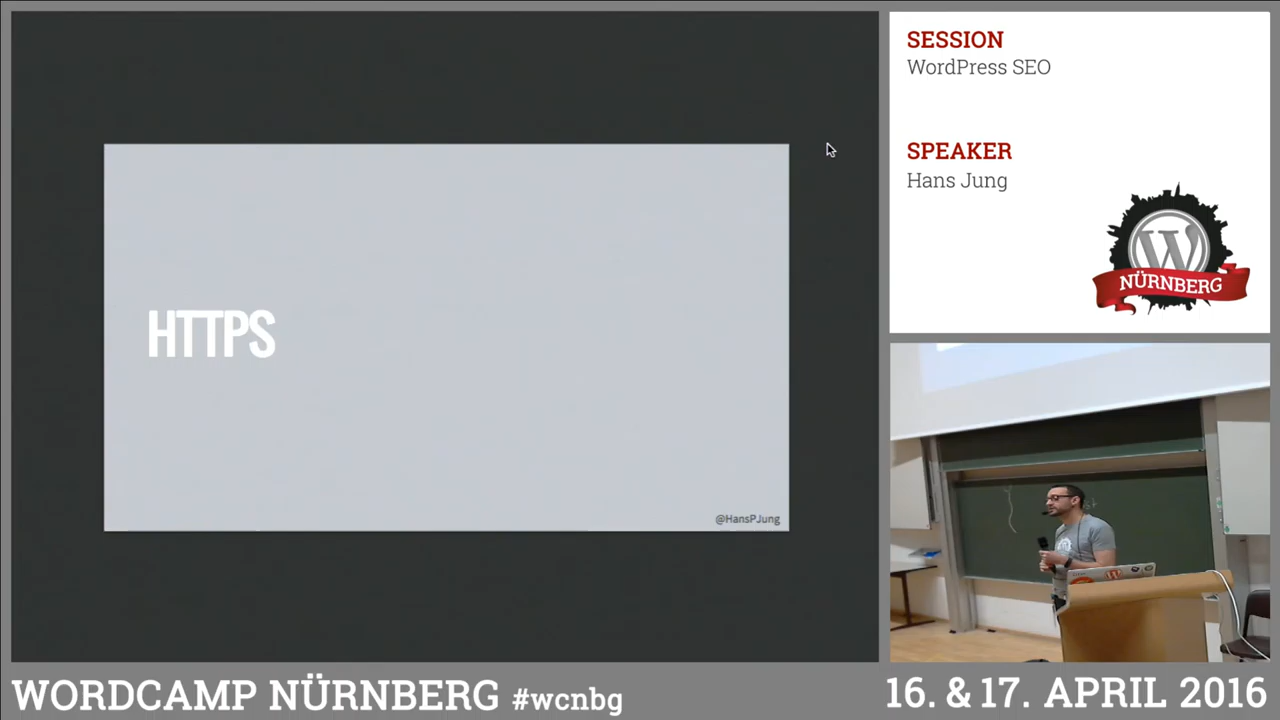 HTTPS
@HansPJung
SESSION
WordPress SEO
SPEAKER
Hans Jung
W
NÜRNBERG
WORDCAMP NÜRNBERG #wcnbg
16. & 17. APRIL 2016